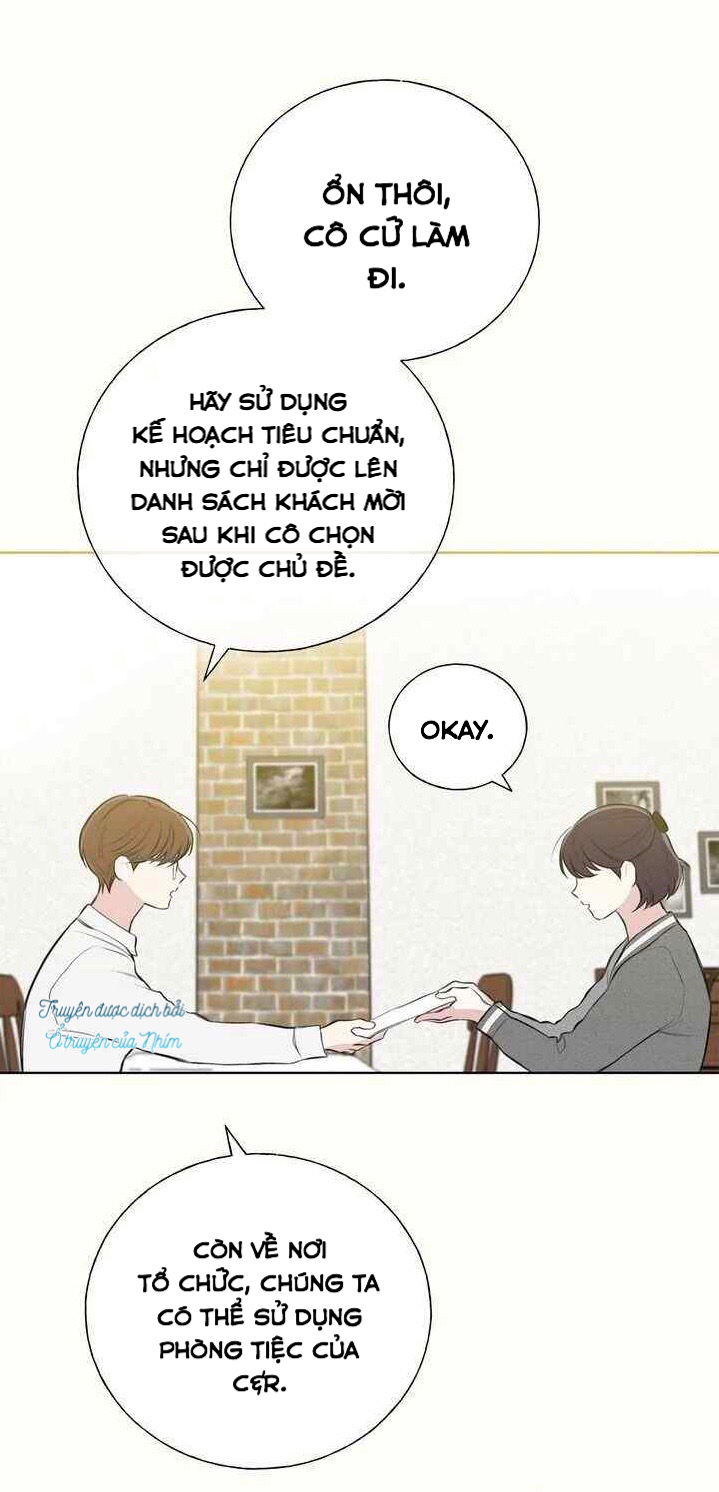 ỔN THÔI,
CÔ CỨ LÀM
ĐI.
HÃY SỬ DỤNG
KẾ HOẠCH TIÊU CHUẨN,
NHƯNG CHỈ ĐƯỢC LÊN
DANH SÁCH KHÁCH MỜI
SAU KHI CÔ CHỌN
ĐƯỢC CHỦ ĐỀ.
OKAY.
Truyện được dịch bởi
Ổ truyện của Nhím
CÒN VỀ NƠI
TỔ CHỨC, CHÚNG TA
CÓ THỂ SỬ DỤNG
PHÒNG TIỆC CỦA
C&R.